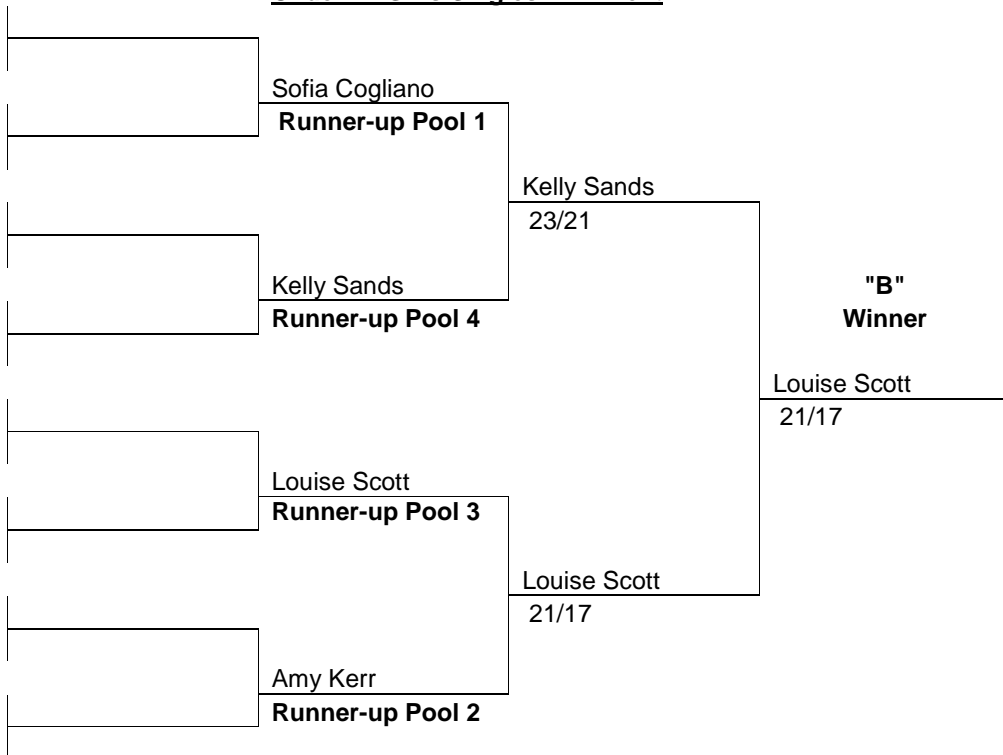 Sofia Cogliano
Runner-up Pool 1
Kelly Sands
23/21
Kelly Sands
Runner-up Pool 4
"B"
Winner
Louise Scott
21/17
Louise Scott
Runner-up Pool 3
Louise Scott
21/17
Amy Kerr
Runner-up Pool 2